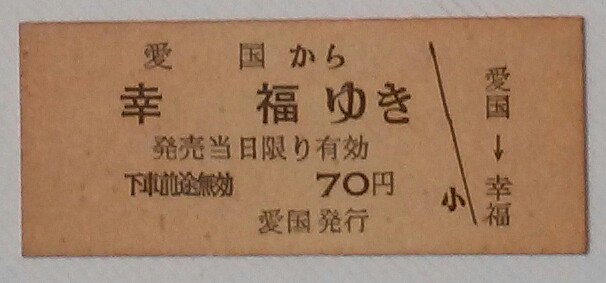 愛国から
幸福ゆき
発売当日限り有効
下車前途無効 70円
愛国発行
小
愛国→幸福